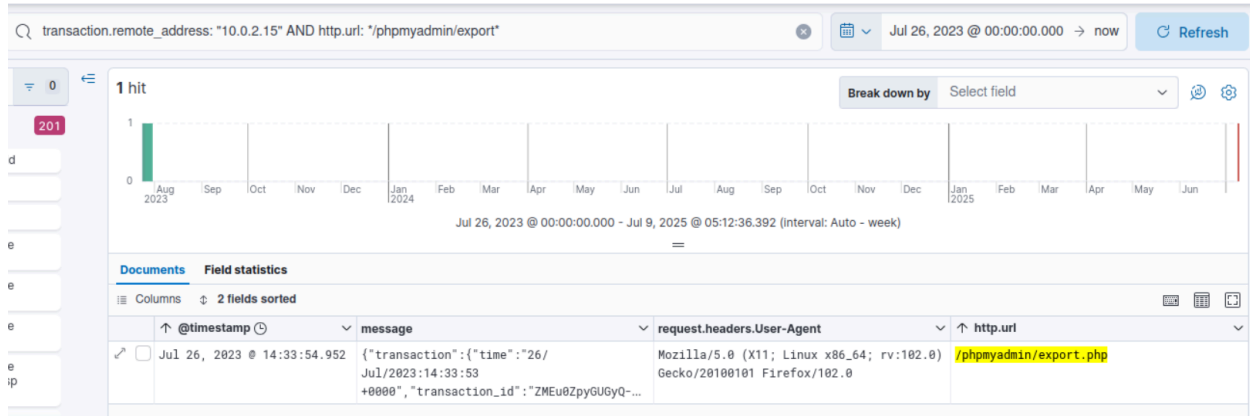 transaction.remote_address: "10.0.2.15" AND http.url: */phpmyadmin/export*
Jul 26, 2023 @ 00:00:00.000 → now
Refresh
0
1 hit
Break down by
Select field
201
d
e
e
e
e
sp
1
0
Aug Sep Oct Nov Dec Jan Feb Mar Apr May Jun Jul Aug Sep Oct Nov Dec Jan Feb Mar Apr May Jun
2023 2024 2025
Jul 26, 2023 @ 00:00:00.000 - Jul 9, 2025 @ 05:12:36.392 (interval: Auto - week)
Documents Field statistics
Columns 2 fields sorted
@timestamp message request.headers.User-Agent http.url
Jul 26, 2023 @ 14:33:54.952
{"transaction":{"time":"26/
Jul/2023:14:33:53
+0000","transaction_id":"ZMEu0ZpyGUGyQ-...
Mozilla/5.0 (X11; Linux x86_64; rv:102.0)
Gecko/20100101 Firefox/102.0
/phpmyadmin/export.php